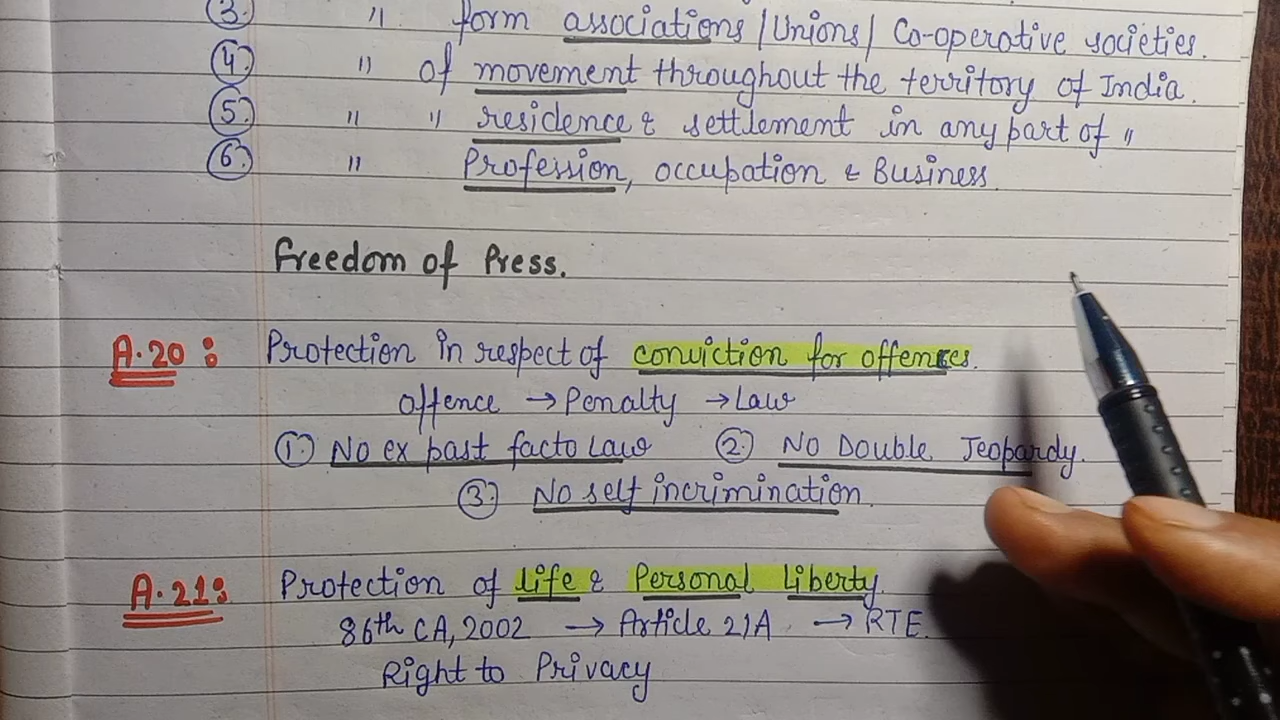 3. " form associations/Unions/ Co-operative societies.
4. " of movement throughout the territory of India.
5. " " residence & settlement in any part of "
6. " Profession, occupation & Business.
Freedom of Press.
A.20: Protection in respect of conviction for offences.
Offence → Penalty → Law
1. No ex past facto Law 2. No Double Jeopardy.
3. No self incrimination.
A.21: Protection of life & Personal liberty.
86th CA, 2002 → Article 21A → RTE.
Right to Privacy